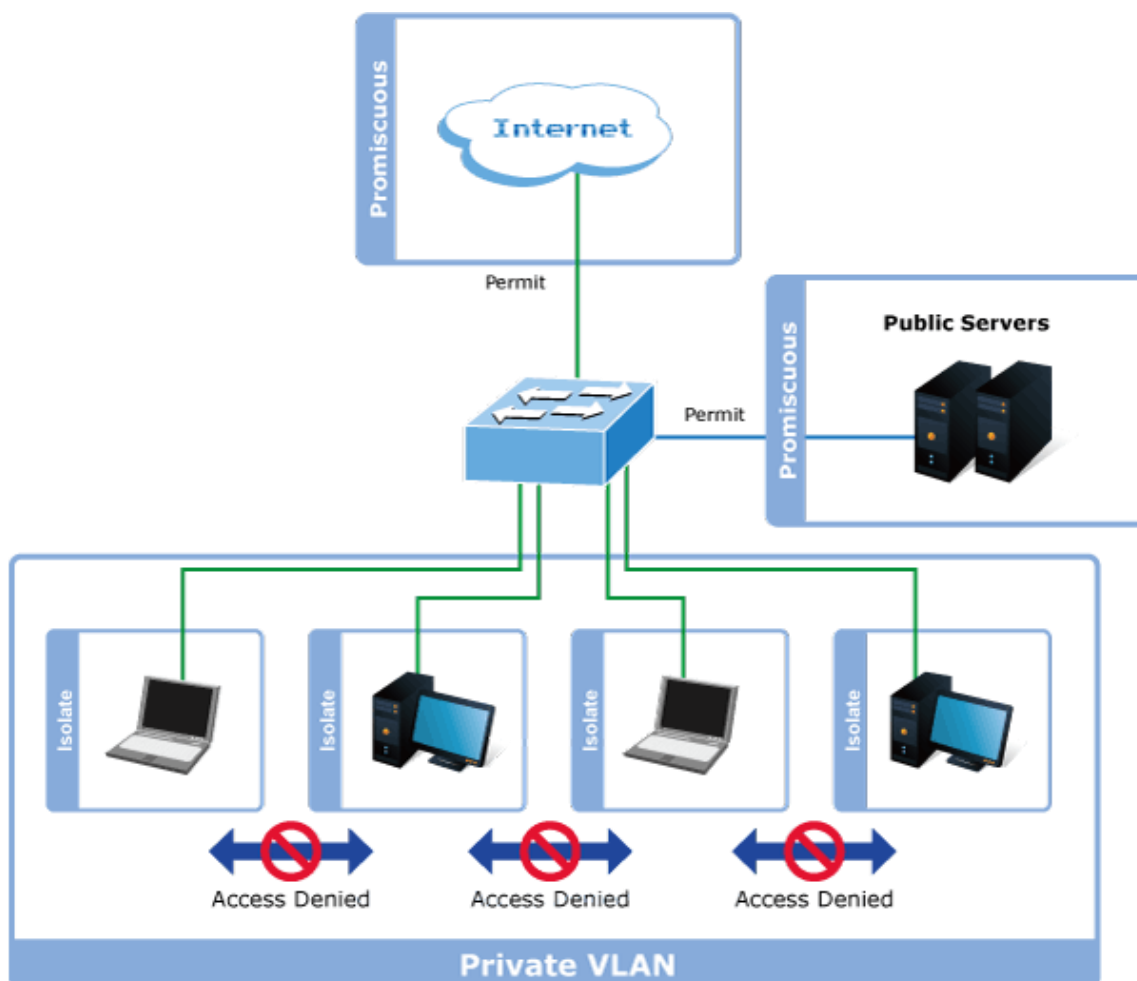 Promiscuous
Internet
Permit
Promiscuous
Public Servers
Permit
Isolate
Isolate
Isolate
Isolate
Access Denied
Access Denied
Access Denied
Private VLAN